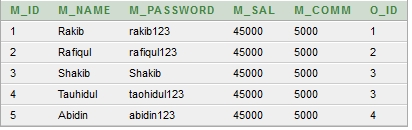 M_ID M_NAME M_PASSWORD M_SAL M_COMM O_ID
1 Rakib rakib123 45000 5000 1
2 Rafiqul rafiqul123 45000 5000 2
3 Shakib Shakib 45000 5000 3
4 Tauhidul taohidul123 45000 5000 3
5 Abidin abidin123 45000 5000 4